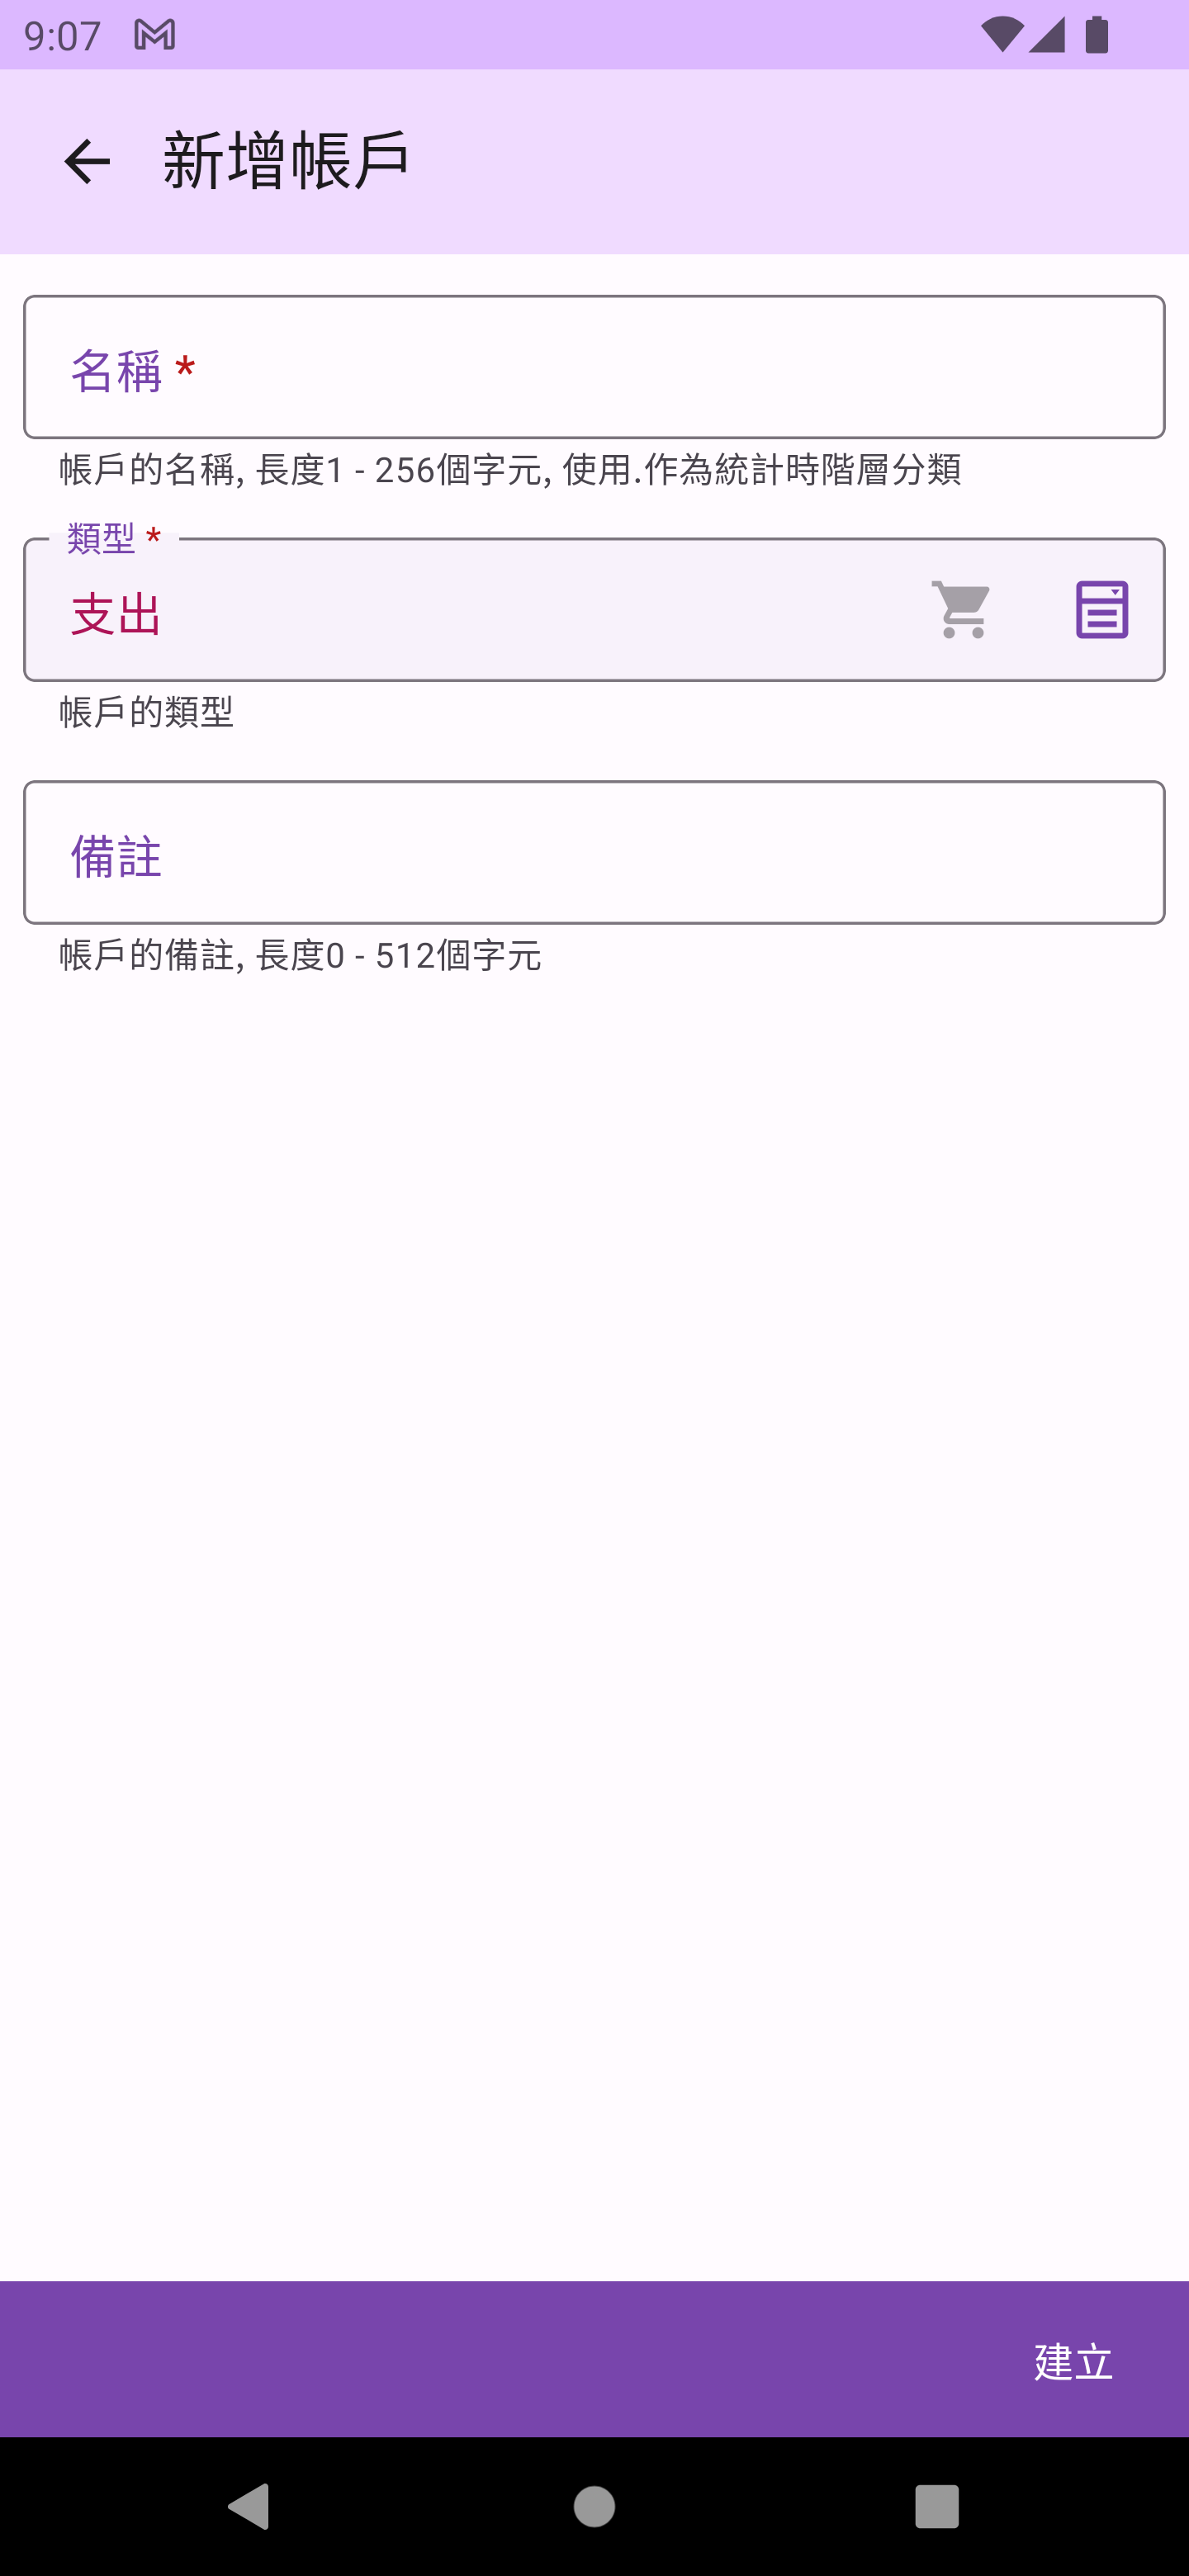 9:07
新增帳戶
名稱 *
帳戶的名稱, 長度1 - 256個字元, 使用.作為統計時階層分類
類型 *
支出
帳戶的類型
備註
帳戶的備註, 長度0 - 512個字元
建立